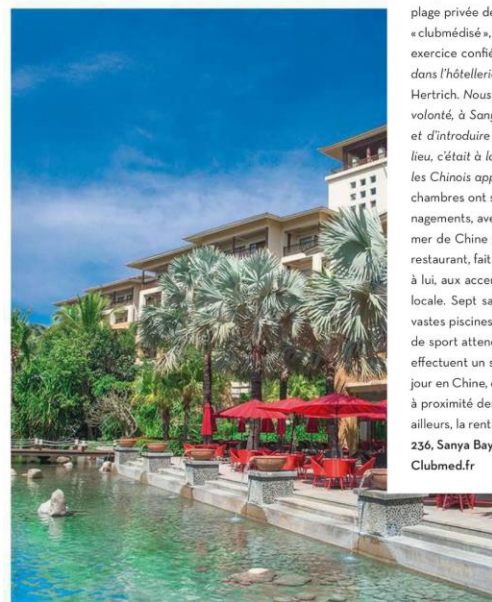 plage privée de
« clubmédisé »,
exercice confié
dans l'hôtellerie
Hertrich. Nous
volonté, à Sany
et d'introduire
lieu, c'était à la
les Chinois app
chambres ont s
nagements, ave
mer de Chine
restaurant, fait
à lui, aux accen
locale. Sept sa
vastes piscines
de sport attend
effectuent un s
jour en Chine, c
à proximité des
ailleurs, la rent
236, Sanya Bay
Clubmed.fr